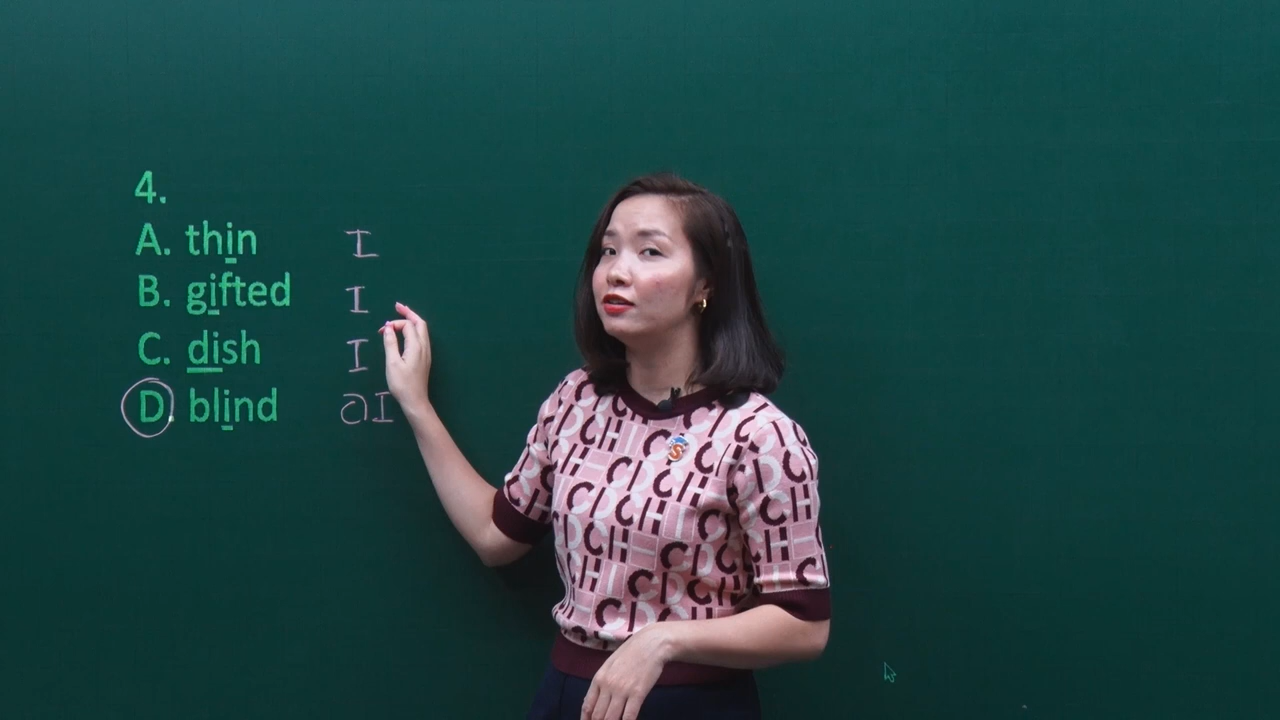 4.
A. thin I
B. gifted I
C. dish I
D. blind aI